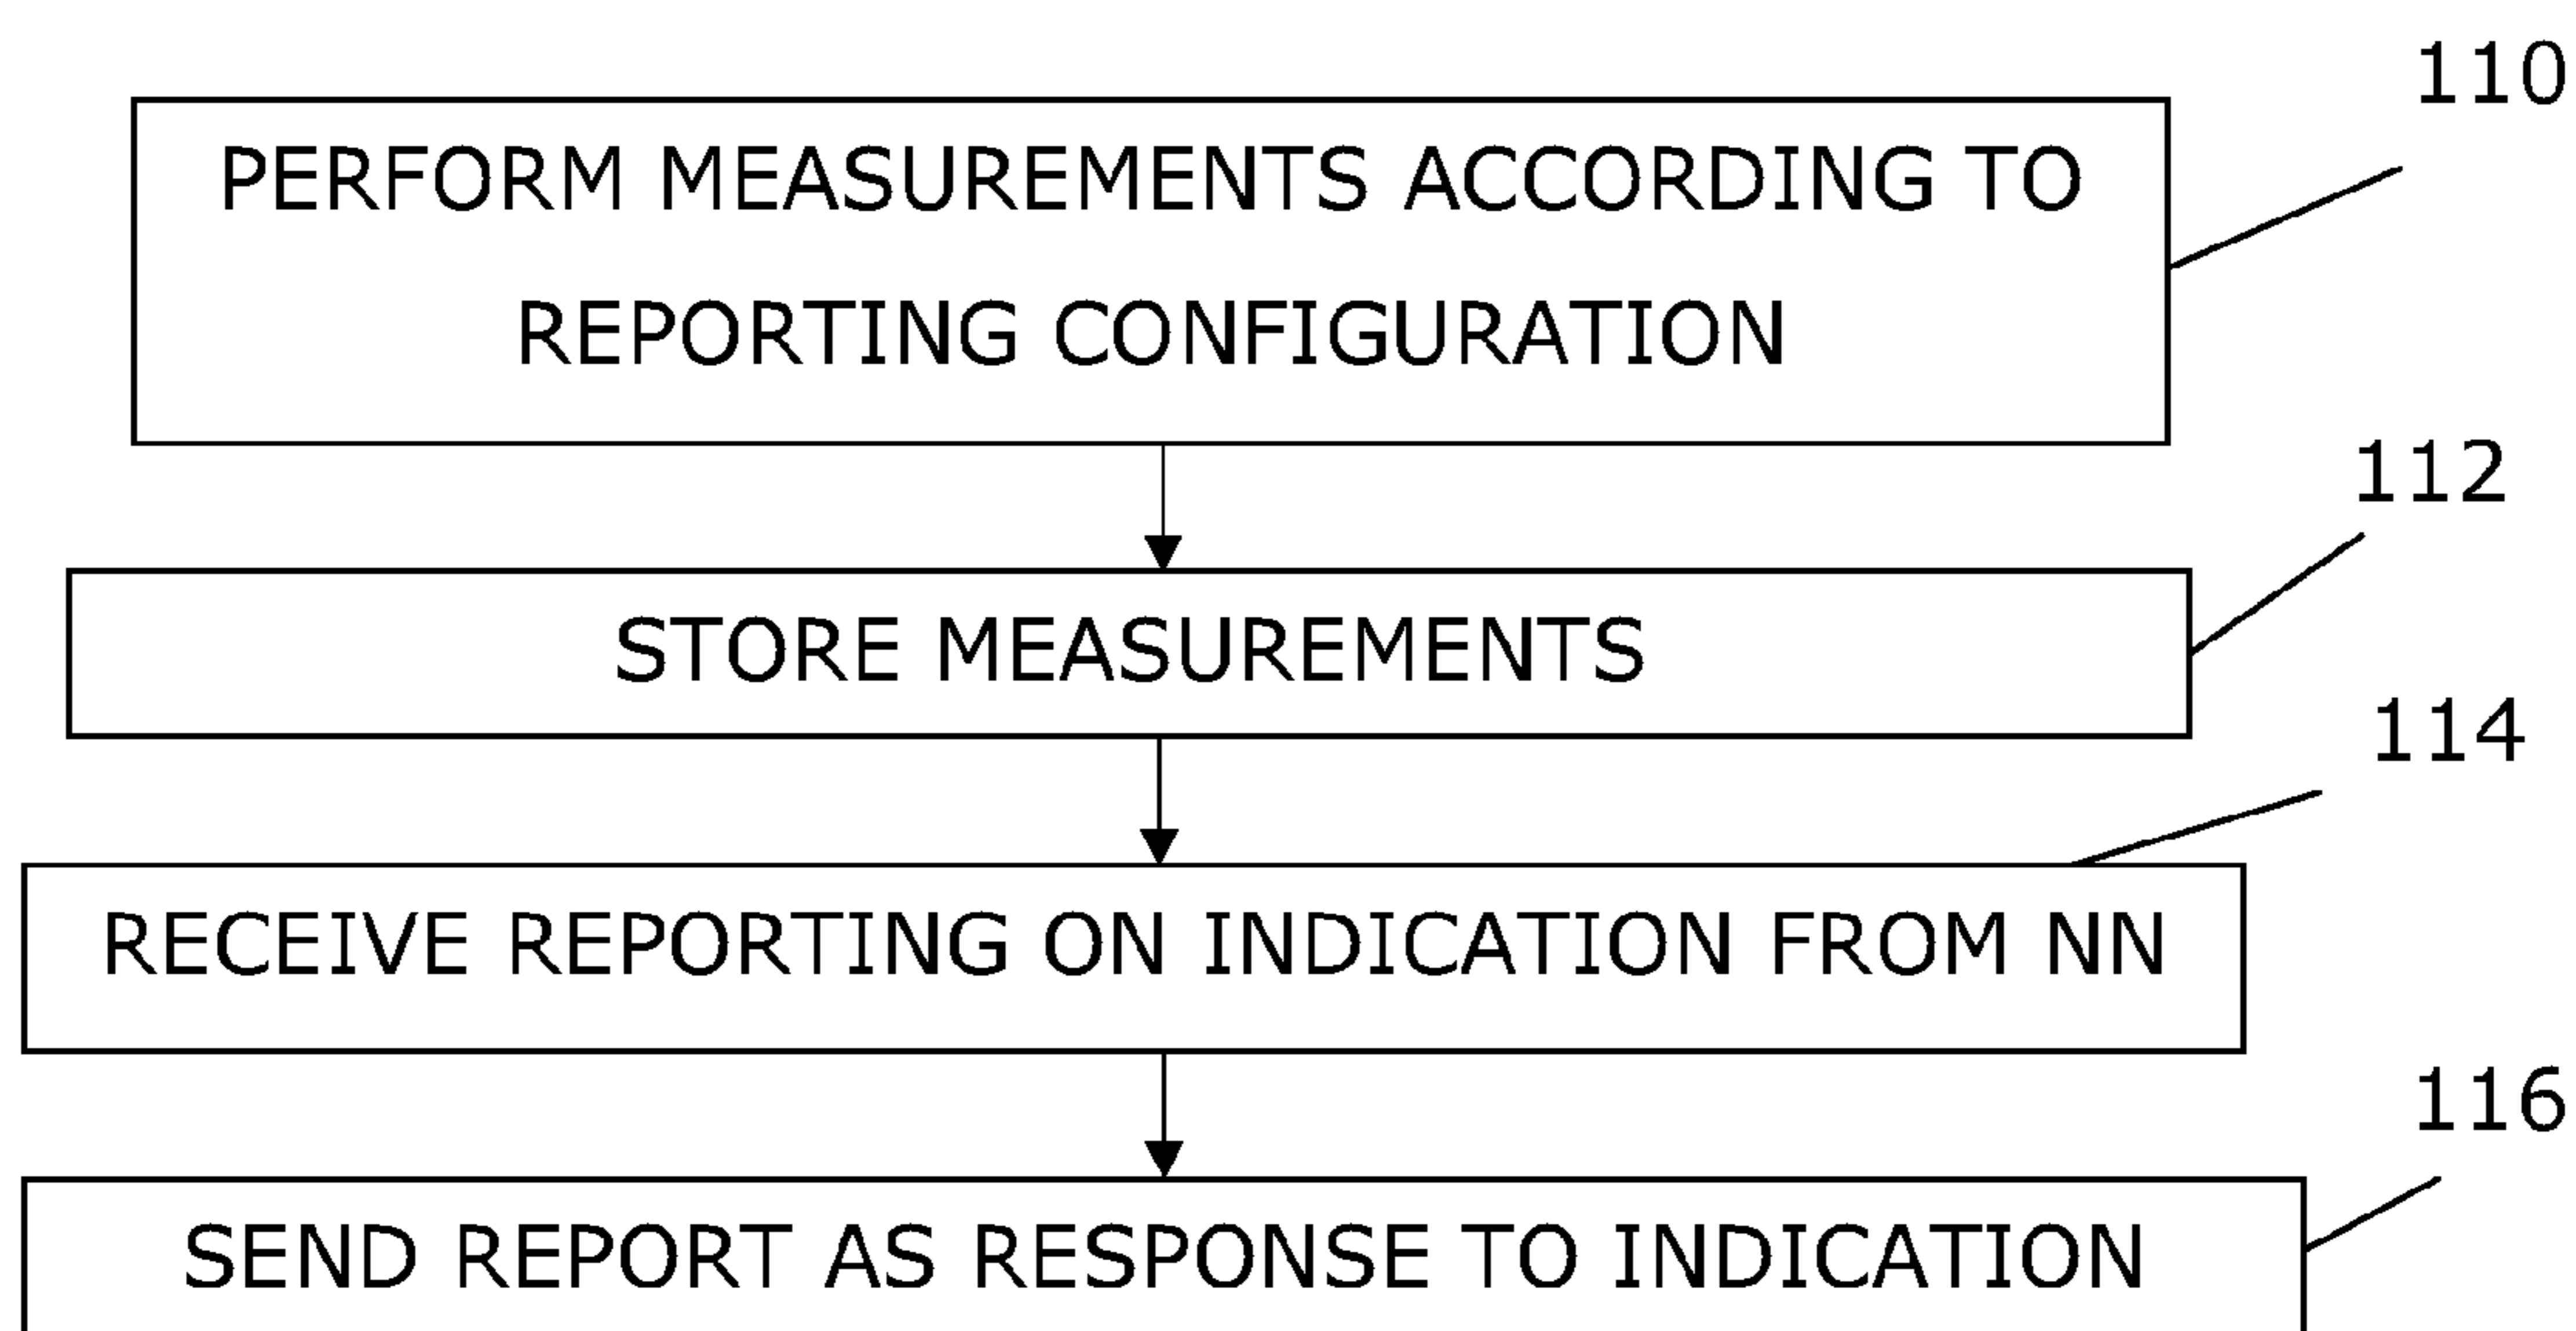 110
PERFORM MEASUREMENTS ACCORDING TO
REPORTING CONFIGURATION
112
STORE MEASUREMENTS
114
RECEIVE REPORTING ON INDICATION FROM NN
116
SEND REPORT AS RESPONSE TO INDICATION